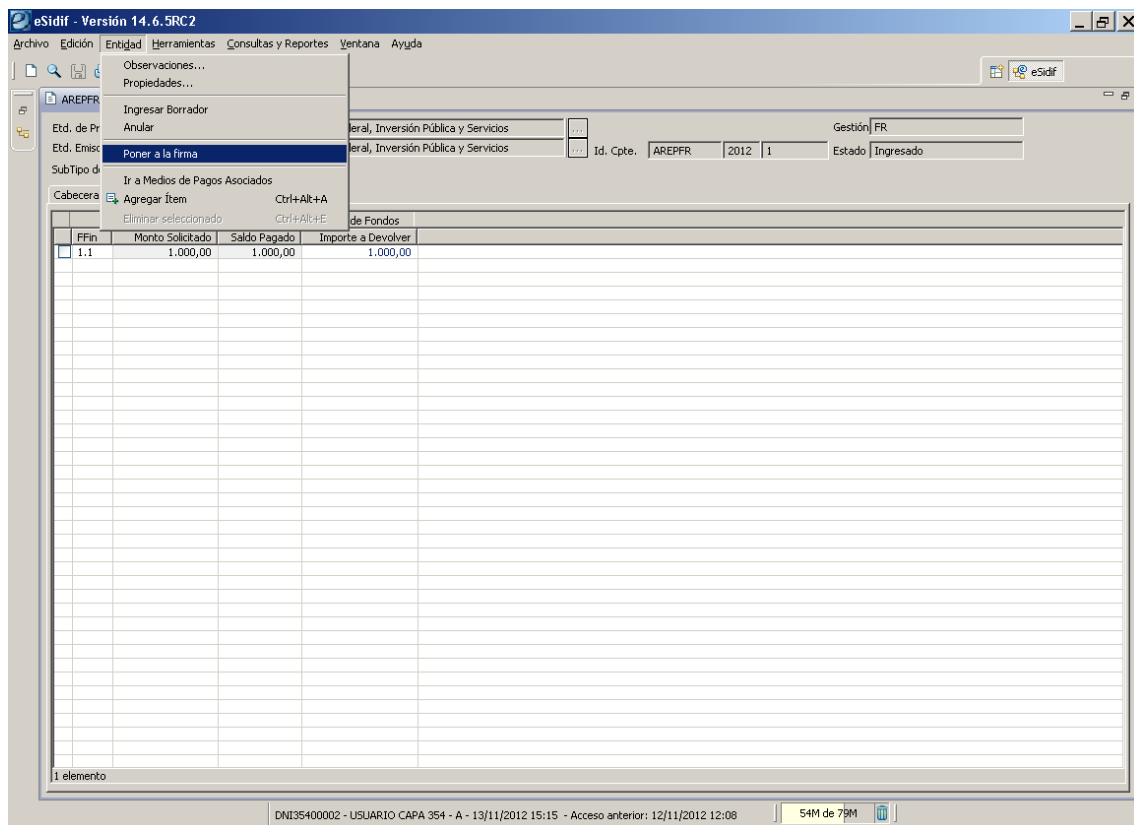 eSidif - Versión 14.6.5RC2
Archivo Edición Entidad Herramientas Consultas y Reportes Ventana Ayuda
Observaciones...
Propiedades...
eSidif
AREPFR
Ingresar Borrador
Anular
Etd. de Pr
leral, Inversión Pública y Servicios ... Gestión FR
Etd. Emisc
leral, Inversión Pública y Servicios ... Id. Cpte. AREPFR 2012 1 Estado Ingresado
Poner a la firma
SubTipo d
Ir a Medios de Pagos Asociados
Cabecera
Agregar Ítem Ctrl+Alt+A
Eliminar seleccionado Ctrl+Alt+E
de Fondos
FFin Monto Solicitado Saldo Pagado Importe a Devolver
1.1 1.000,00 1.000,00 1.000,00
1 elemento
DNI35400002 - USUARIO CAPA 354 - A - 13/11/2012 15:15 - Acceso anterior: 12/11/2012 12:08 54M de 79M